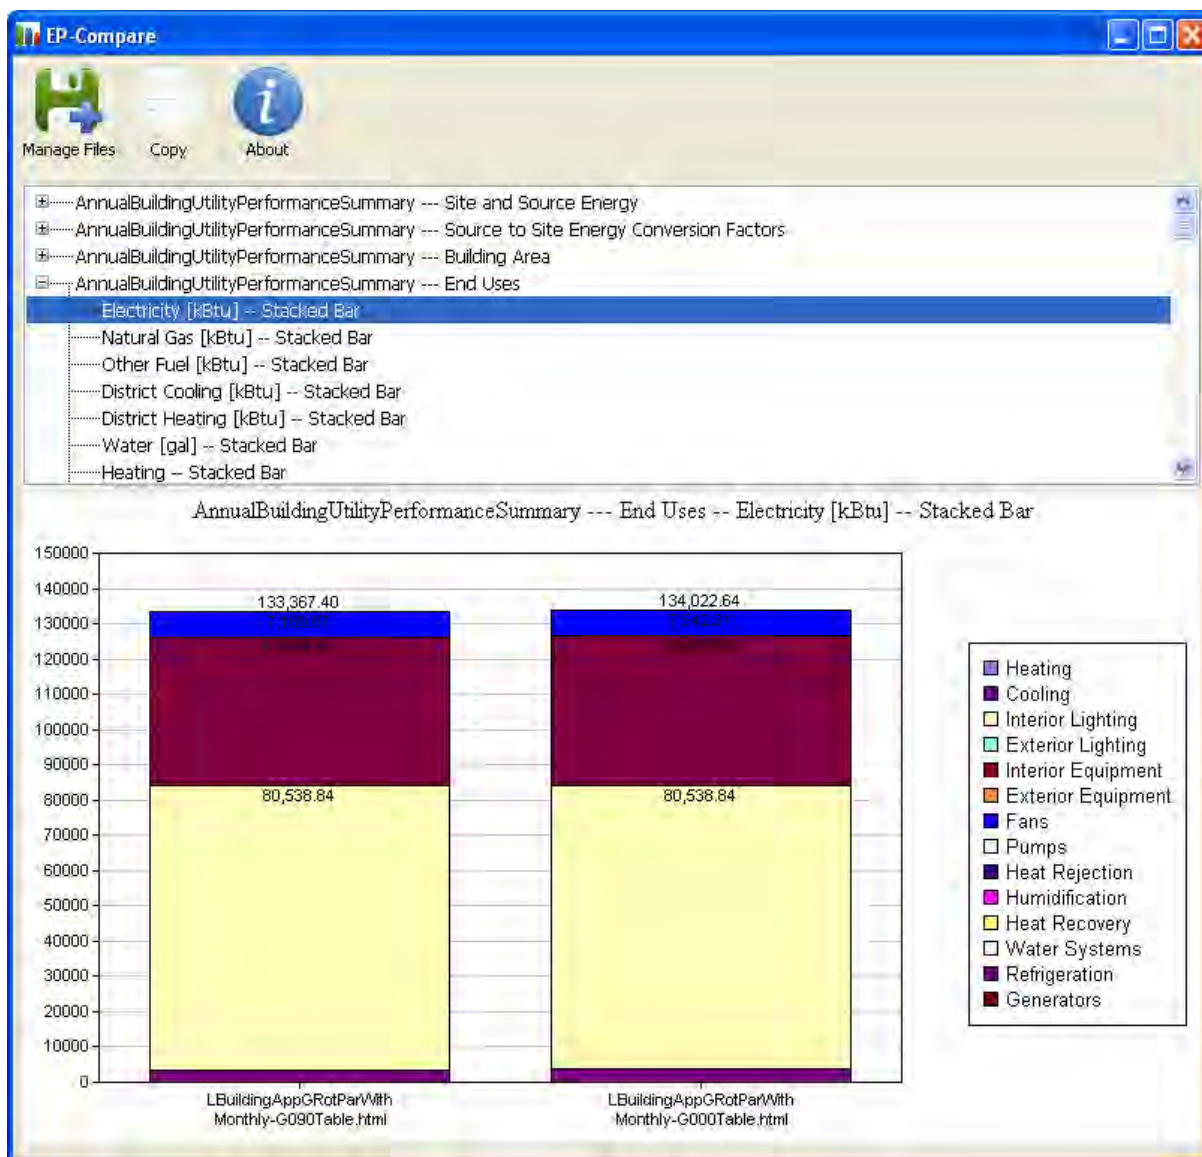 EP-Compare
Manage Files Copy About
AnnualBuildingUtilityPerformanceSummary --- Site and Source Energy
AnnualBuildingUtilityPerformanceSummary --- Source to Site Energy Conversion Factors
AnnualBuildingUtilityPerformanceSummary --- Building Area
AnnualBuildingUtilityPerformanceSummary --- End Uses
Electricity [kBtu] -- Stacked Bar
Natural Gas [kBtu] -- Stacked Bar
Other Fuel [kBtu] -- Stacked Bar
District Cooling [kBtu] -- Stacked Bar
District Heating [kBtu] -- Stacked Bar
Water [gal] -- Stacked Bar
Heating -- Stacked Bar
AnnualBuildingUtilityPerformanceSummary --- End Uses -- Electricity [kBtu] -- Stacked Bar
150000
140000
133,367.40 134,022.64
130000
120000
110000
100000
90000
80000
80,538.84 80,538.84
70000
60000
50000
40000
30000
20000
10000
0
LBuildingAppGRotParWith
Monthly-G090Table.html
LBuildingAppGRotParWith
Monthly-G000Table.html
Heating
Cooling
Interior Lighting
Exterior Lighting
Interior Equipment
Exterior Equipment
Fans
Pumps
Heat Rejection
Humidification
Heat Recovery
Water Systems
Refrigeration
Generators